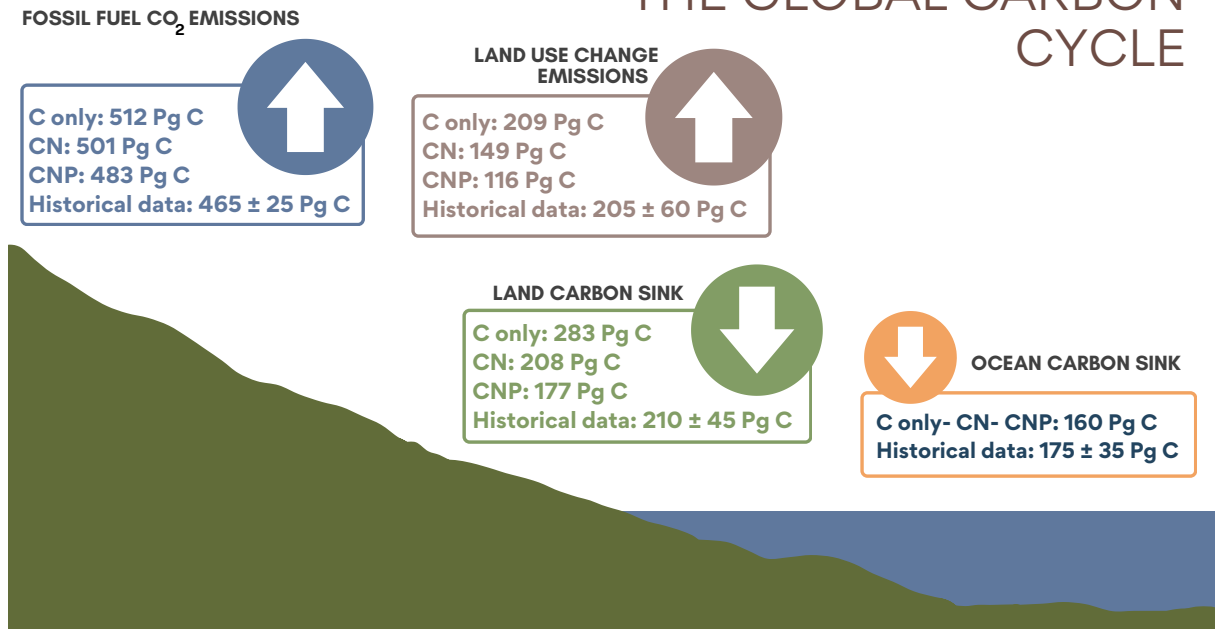 THE GLOBAL CARBON
CYCLE
FOSSIL FUEL CO2 EMISSIONS
C only: 512 Pg C
CN: 501 Pg C
CNP: 483 Pg C
Historical data: 465 ± 25 Pg C
LAND USE CHANGE
EMISSIONS
C only: 209 Pg C
CN: 149 Pg C
CNP: 116 Pg C
Historical data: 205 ± 60 Pg C
LAND CARBON SINK
C only: 283 Pg C
CN: 208 Pg C
CNP: 177 Pg C
Historical data: 210 ± 45 Pg C
OCEAN CARBON SINK
C only- CN- CNP: 160 Pg C
Historical data: 175 ± 35 Pg C